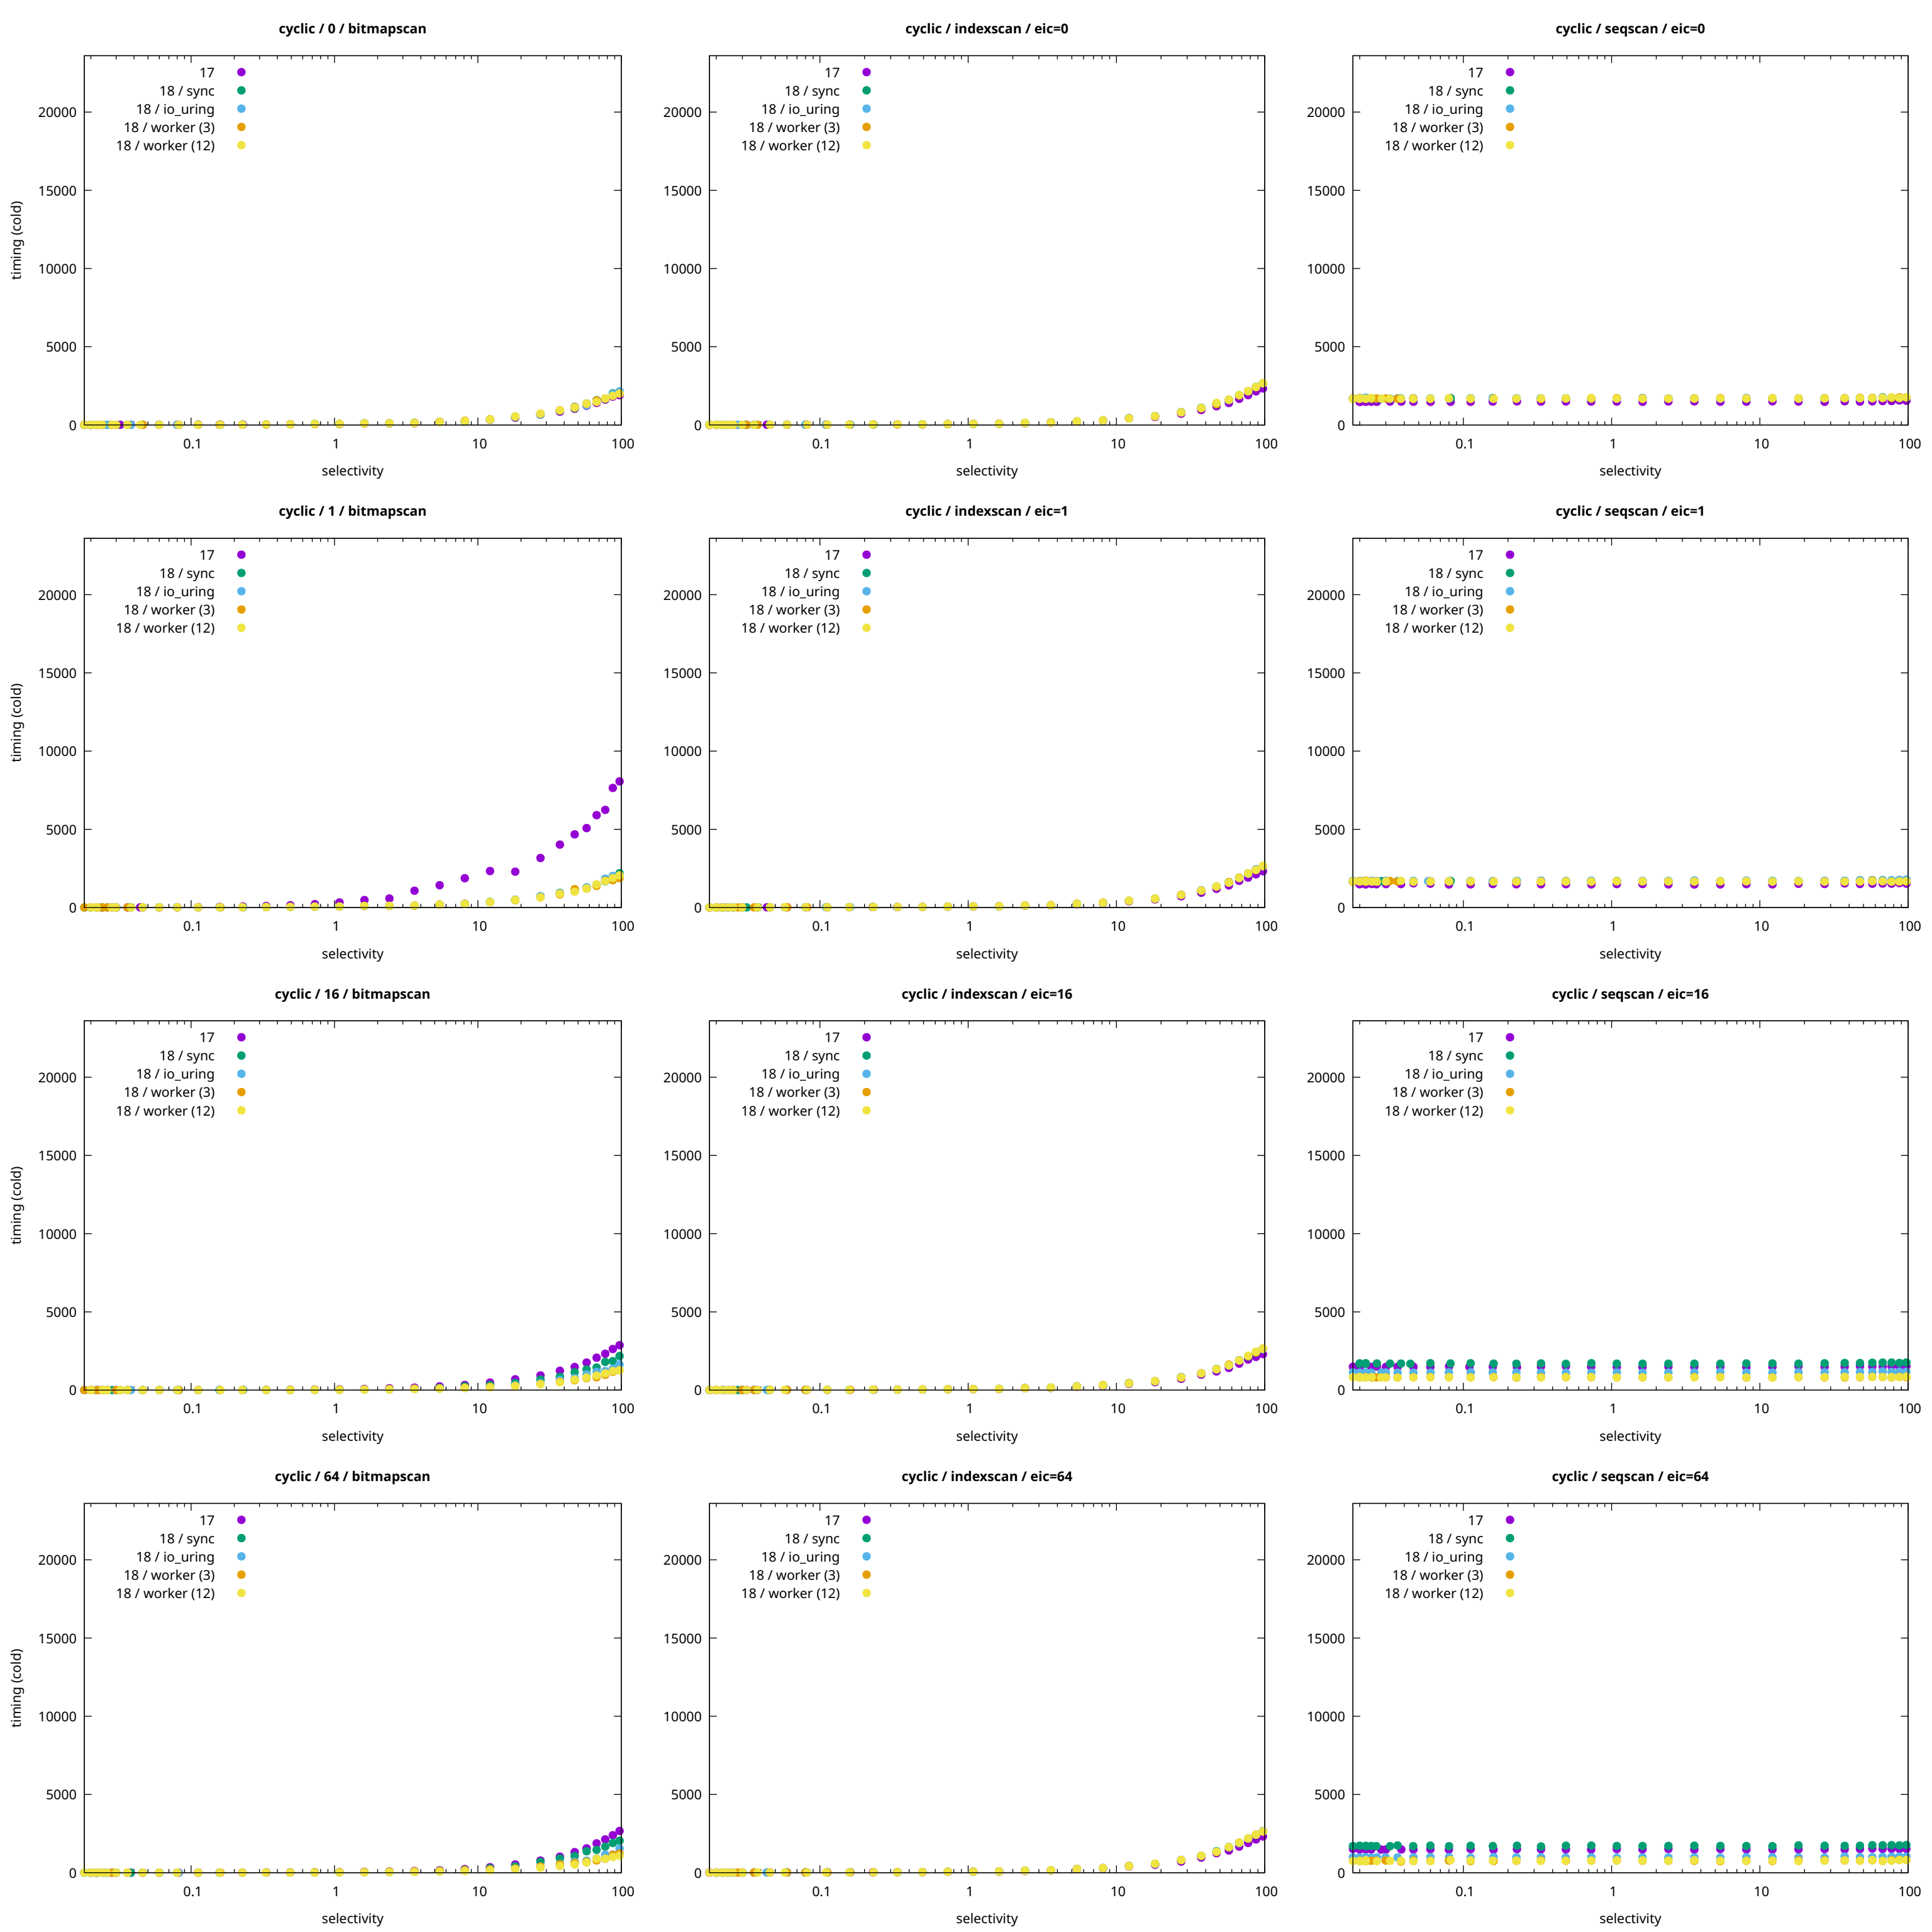 cyclic / 0 / bitmapscan
17
18 / sync
18 / io_uring
18 / worker (3)
18 / worker (12)
20000
15000
10000
5000
0
timing (cold)
0.1 1 10 100
selectivity
cyclic / indexscan / eic=0
17
18 / sync
18 / io_uring
18 / worker (3)
18 / worker (12)
20000
15000
10000
5000
0
0.1 1 10 100
selectivity
cyclic / seqscan / eic=0
17
18 / sync
18 / io_uring
18 / worker (3)
18 / worker (12)
20000
15000
10000
5000
0
0.1 1 10 100
selectivity
cyclic / 1 / bitmapscan
17
18 / sync
18 / io_uring
18 / worker (3)
18 / worker (12)
20000
15000
10000
5000
0
timing (cold)
0.1 1 10 100
selectivity
cyclic / indexscan / eic=1
17
18 / sync
18 / io_uring
18 / worker (3)
18 / worker (12)
20000
15000
10000
5000
0
0.1 1 10 100
selectivity
cyclic / seqscan / eic=1
17
18 / sync
18 / io_uring
18 / worker (3)
18 / worker (12)
20000
15000
10000
5000
0
0.1 1 10 100
selectivity
cyclic / 16 / bitmapscan
17
18 / sync
18 / io_uring
18 / worker (3)
18 / worker (12)
20000
15000
10000
5000
0
timing (cold)
0.1 1 10 100
selectivity
cyclic / indexscan / eic=16
17
18 / sync
18 / io_uring
18 / worker (3)
18 / worker (12)
20000
15000
10000
5000
0
0.1 1 10 100
selectivity
cyclic / seqscan / eic=16
17
18 / sync
18 / io_uring
18 / worker (3)
18 / worker (12)
20000
15000
10000
5000
0
0.1 1 10 100
selectivity
cyclic / 64 / bitmapscan
17
18 / sync
18 / io_uring
18 / worker (3)
18 / worker (12)
20000
15000
10000
5000
0
timing (cold)
0.1 1 10 100
selectivity
cyclic / indexscan / eic=64
17
18 / sync
18 / io_uring
18 / worker (3)
18 / worker (12)
20000
15000
10000
5000
0
0.1 1 10 100
selectivity
cyclic / seqscan / eic=64
17
18 / sync
18 / io_uring
18 / worker (3)
18 / worker (12)
20000
15000
10000
5000
0
0.1 1 10 100
selectivity